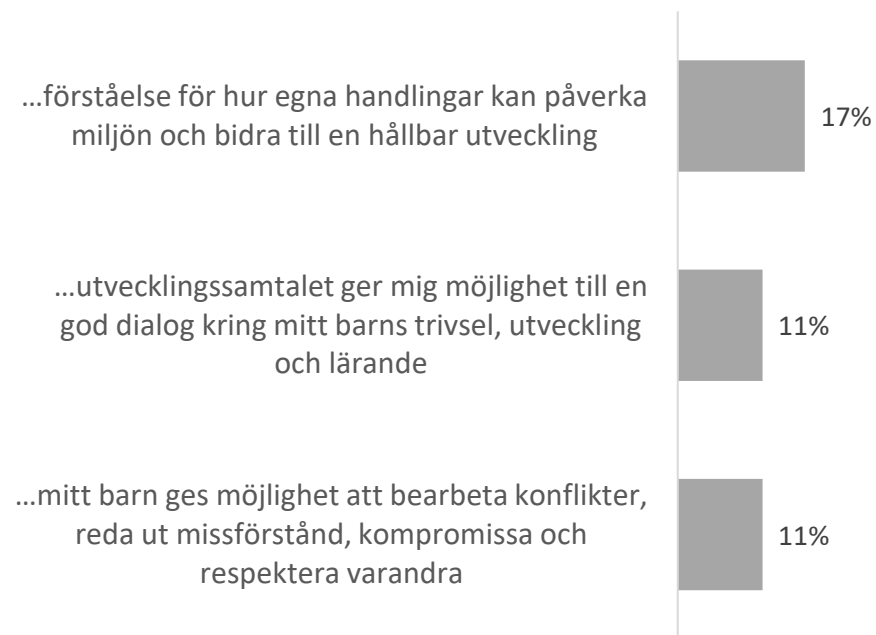 ...förståelse för hur egna handlingar kan påverka
miljön och bidra till en hållbar utveckling
17%
...utvecklingssamtalet ger mig möjlighet till en
god dialog kring mitt barns trivsel, utveckling
och lärande
11%
...mitt barn ges möjlighet att bearbeta konflikter,
reda ut missförstånd, kompromissa och
respektera varandra
11%